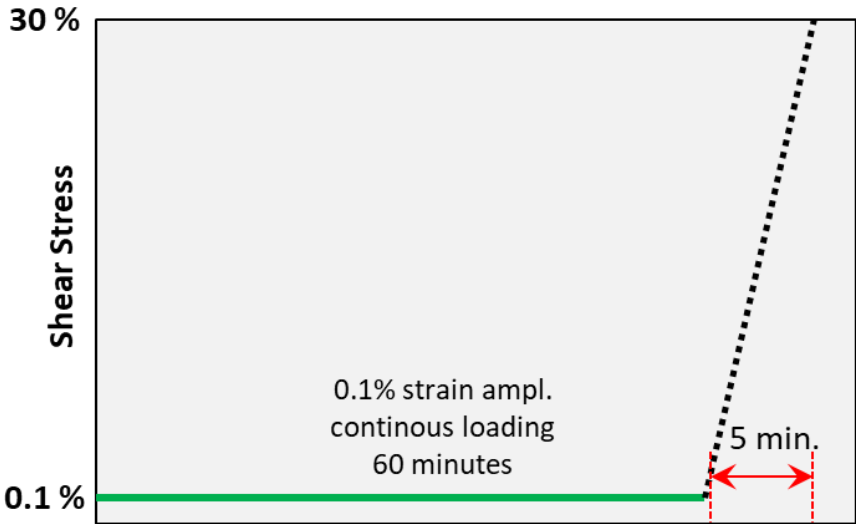 30 %
Shear Stress
0.1% strain ampl.
continous loading
60 minutes
5 min.
0.1 %